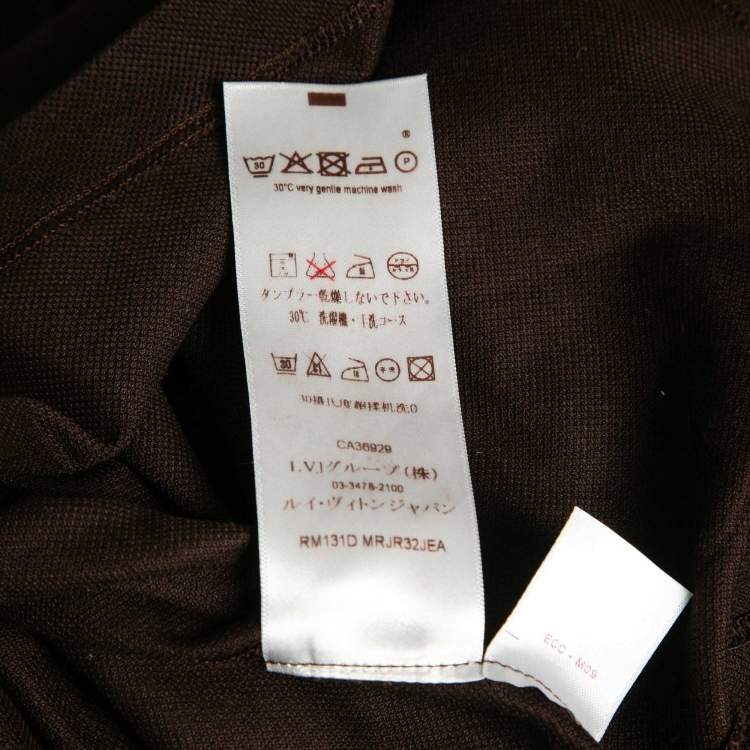 ®
30 P
30°C very gentle machine wash
タンブラー乾燥しないで下さい。
30℃ 洗濯機・手洗コース
30
CA36929
LVJグループ(株)
03-3478-2100
ルイ・ヴィトンジャパン
RM131D MRJR32JEA
ECC - M09